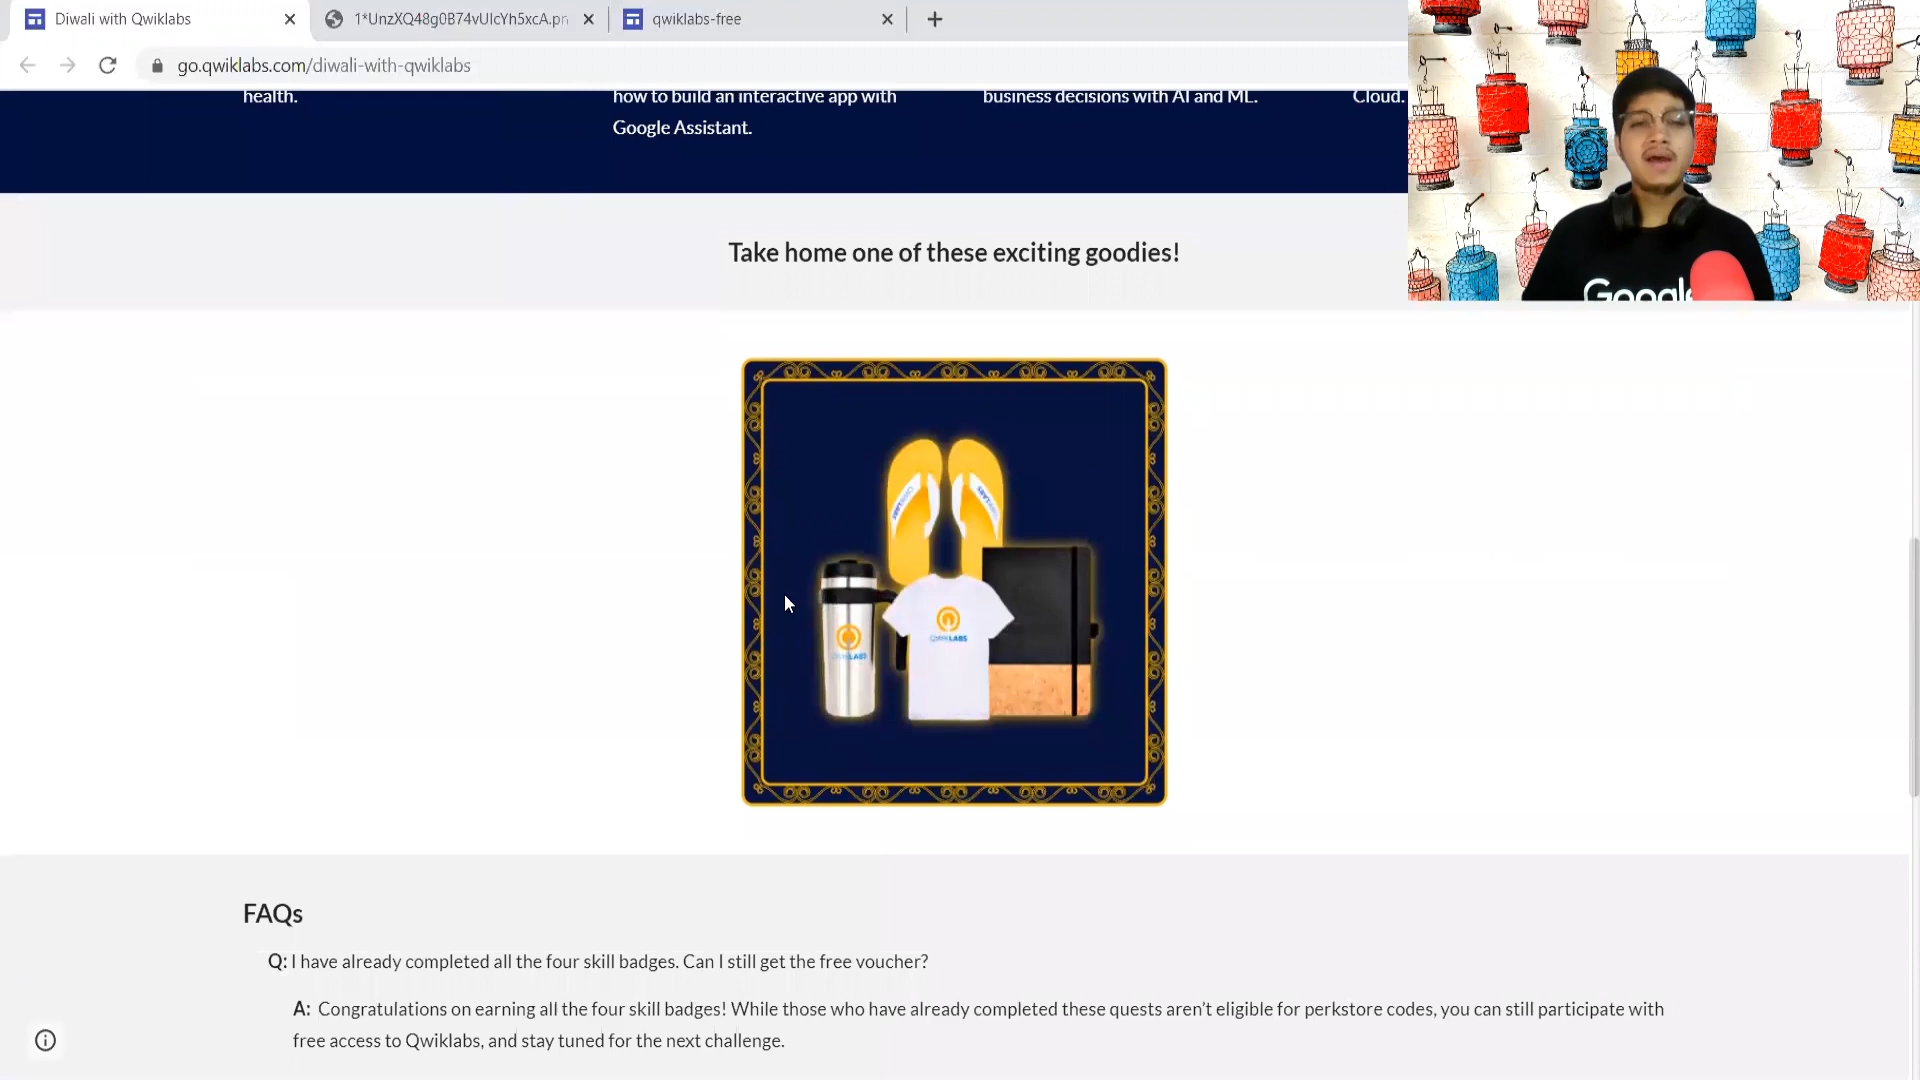 Diwali with Qwiklabs
1*UnzXQ48g0B74vUIcYh5xcA.pn
qwiklabs-free
go.qwiklabs.com/diwali-with-qwiklabs
health.
how to build an interactive app with
Google Assistant.
business decisions with AI and ML.
Cloud.
Google
Take home one of these exciting goodies!
QWIKLABS
QWIKLABS
QWIKLABS
QWIKLABS
FAQs
Q: I have already completed all the four skill badges. Can I still get the free voucher?
A: Congratulations on earning all the four skill badges! While those who have already completed these quests aren't eligible for perkstore codes, you can still participate with
free access to Qwiklabs, and stay tuned for the next challenge.